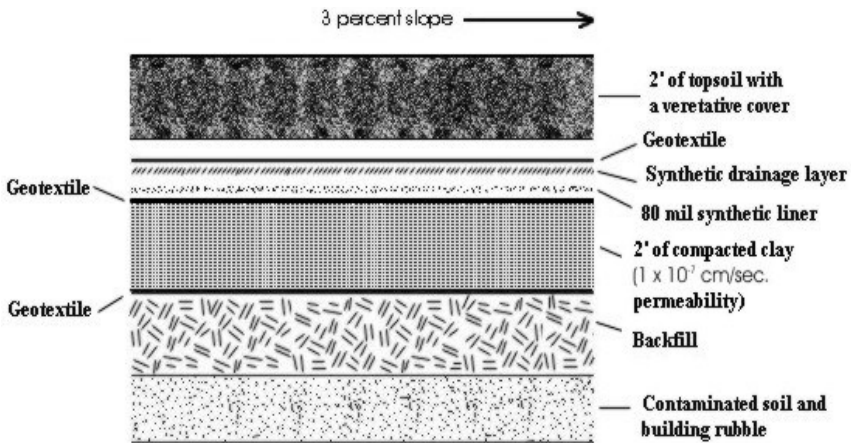 3 percent slope
2' of topsoil with
a veretative cover
Geotextile
Synthetic drainage layer
Geotextile
80 mil synthetic liner
2' of compacted clay
(1 x 10⁻⁷ cm/sec.
permeability)
Geotextile
Backfill
Contaminated soil and
building rubble